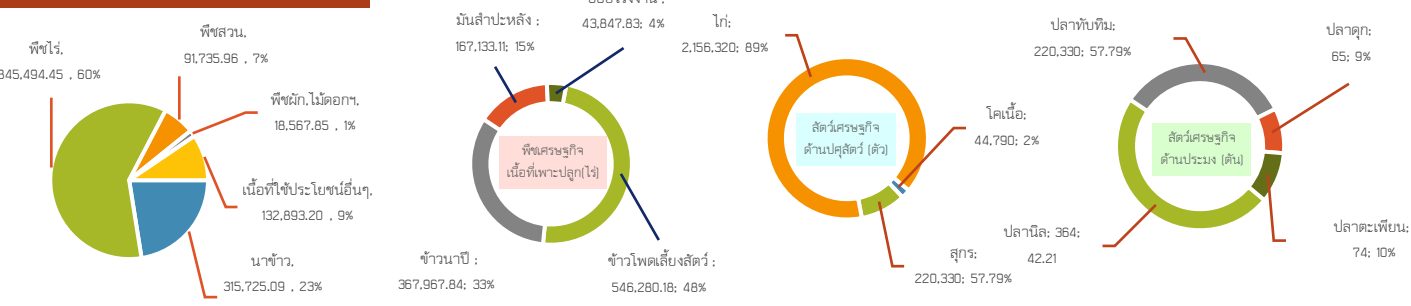 พืชไร่,
845,494.45 , 60%
พืชสวน,
91,735.96 , 7%
พืชผัก,ไม้ดอกฯ,
18,567.85 , 1%
เนื้อที่ใช้ประโยชน์อื่นๆ,
132,893.20 , 9%
นาข้าว,
315,725.09 , 23%
มันสำปะหลัง :
167,133.11; 15%
43,847.83; 4%
พืชเศรษฐกิจ
เนื้อที่เพาะปลูก(ไร่)
ข้าวนาปี :
367,967.84; 33%
ข้าวโพดเลี้ยงสัตว์ :
546,280.18; 48%
ไก่:
2,156,320; 89%
สัตว์เศรษฐกิจ
ด้านปศุสัตว์ (ตัว)
โคเนื้อ:
44,790; 2%
สุกร:
220,330; 57.79%
ปลาทับทิม:
220,330; 57.79%
ปลาดุก:
65; 9%
สัตว์เศรษฐกิจ
ด้านประมง (ตัน)
ปลานิล; 364;
42.21
ปลาตะเพียน:
74; 10%